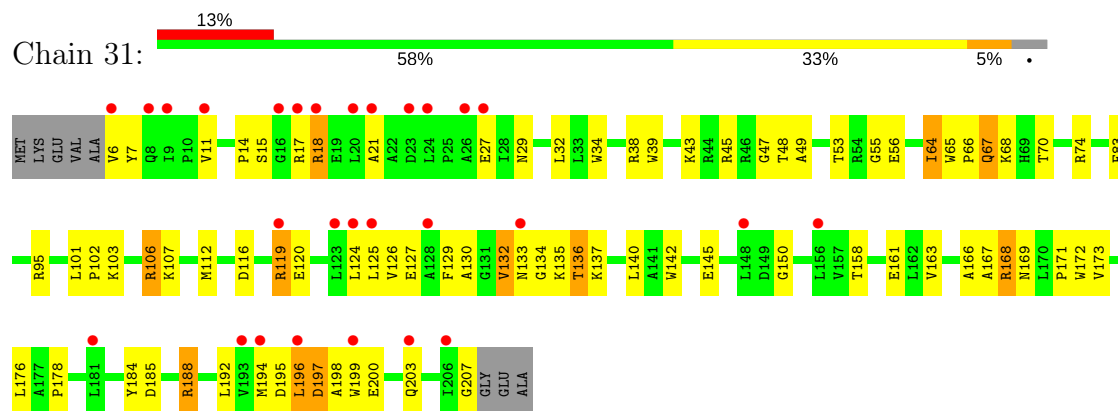 13%
Chain 31:
58% 33% 5% •
MET LYS GLU VAL ALA V6 Y7 Q8 I9 P10 V11 P14 S15 G16 R17 R18 E19 L20 A21 A22 D23 L24 P25 A26 E27 I28 N29 L32 L33 W34 R38 W39 K43 R44 R45 R46 G47 T48 A49 T53 R54 G55 E56 I64 W65 P66 Q67 K68 H69 T70 R74
R95 L101 P102 K103 R106 K107 M112 D116 R119 E120 L123 L124 L125 V126 E127 A128 F129 A130 G131 V132 N133 G134 K135 T136 K137 L140 A141 W142 E145 L148 D149 G150 L156 V157 T158 E161 L162 V163 A166 A167 R168 N169 L170 P171 W172 V173
L176 A177 P178 L181 Y184 D185 R188 L192 V193 M194 D195 L196 D197 A198 W199 E200 Q203 I206 G207 GLY GLU ALA